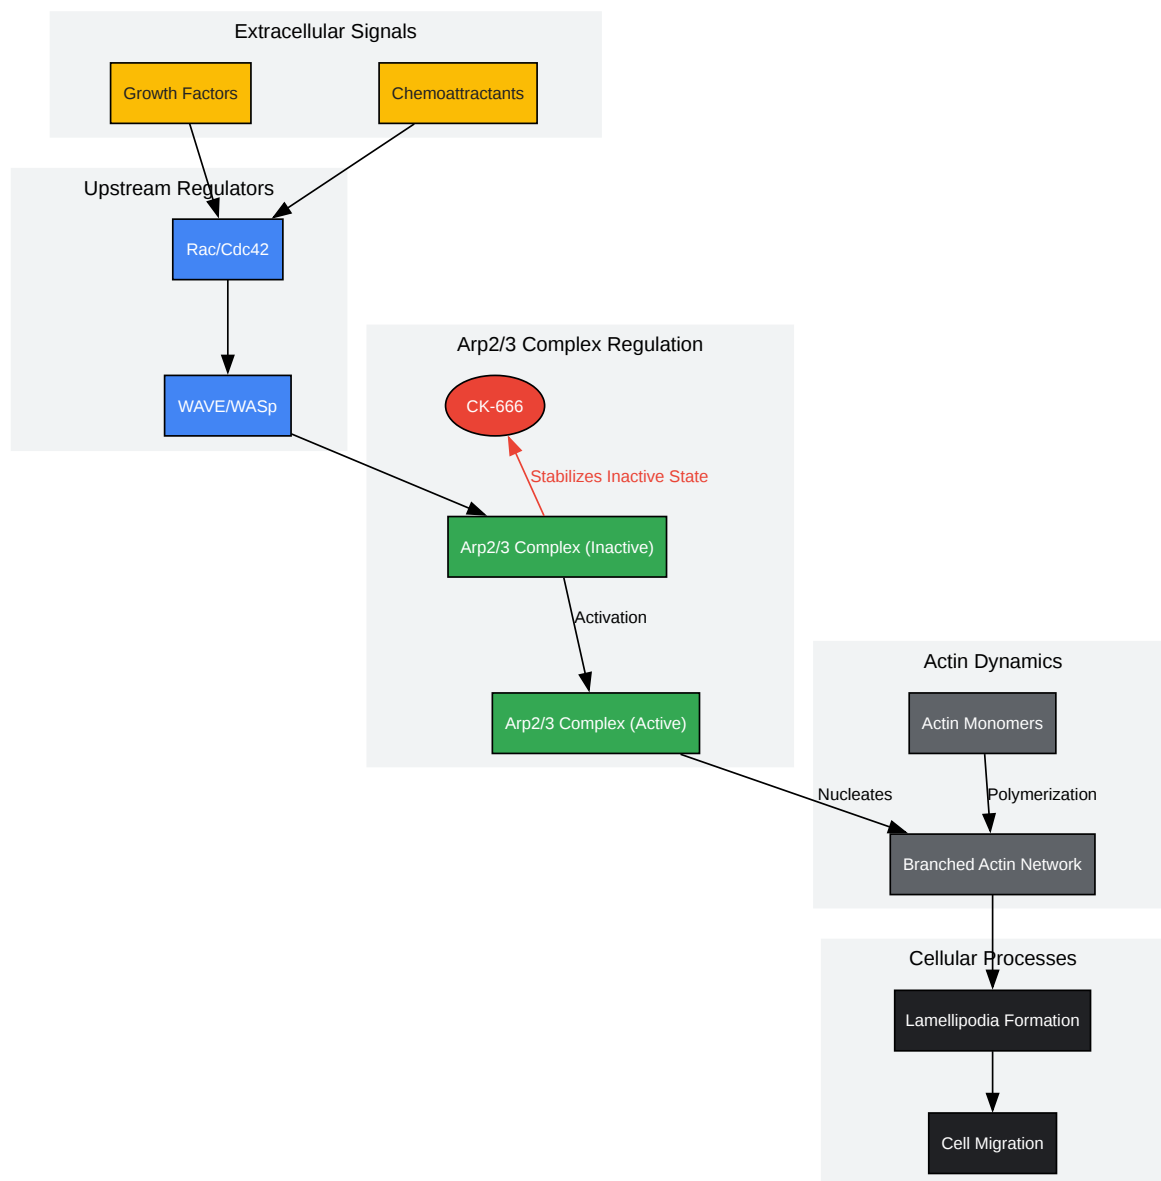 Extracellular Signals
Growth Factors
Chemoattractants
Upstream Regulators
Rac/Cdc42
WAVE/WASp
Arp2/3 Complex Regulation
CK-666
Stabilizes Inactive State
Arp2/3 Complex (Inactive)
Activation
Arp2/3 Complex (Active)
Actin Dynamics
Actin Monomers
Nucleates
Polymerization
Branched Actin Network
Cellular Processes
Lamellipodia Formation
Cell Migration